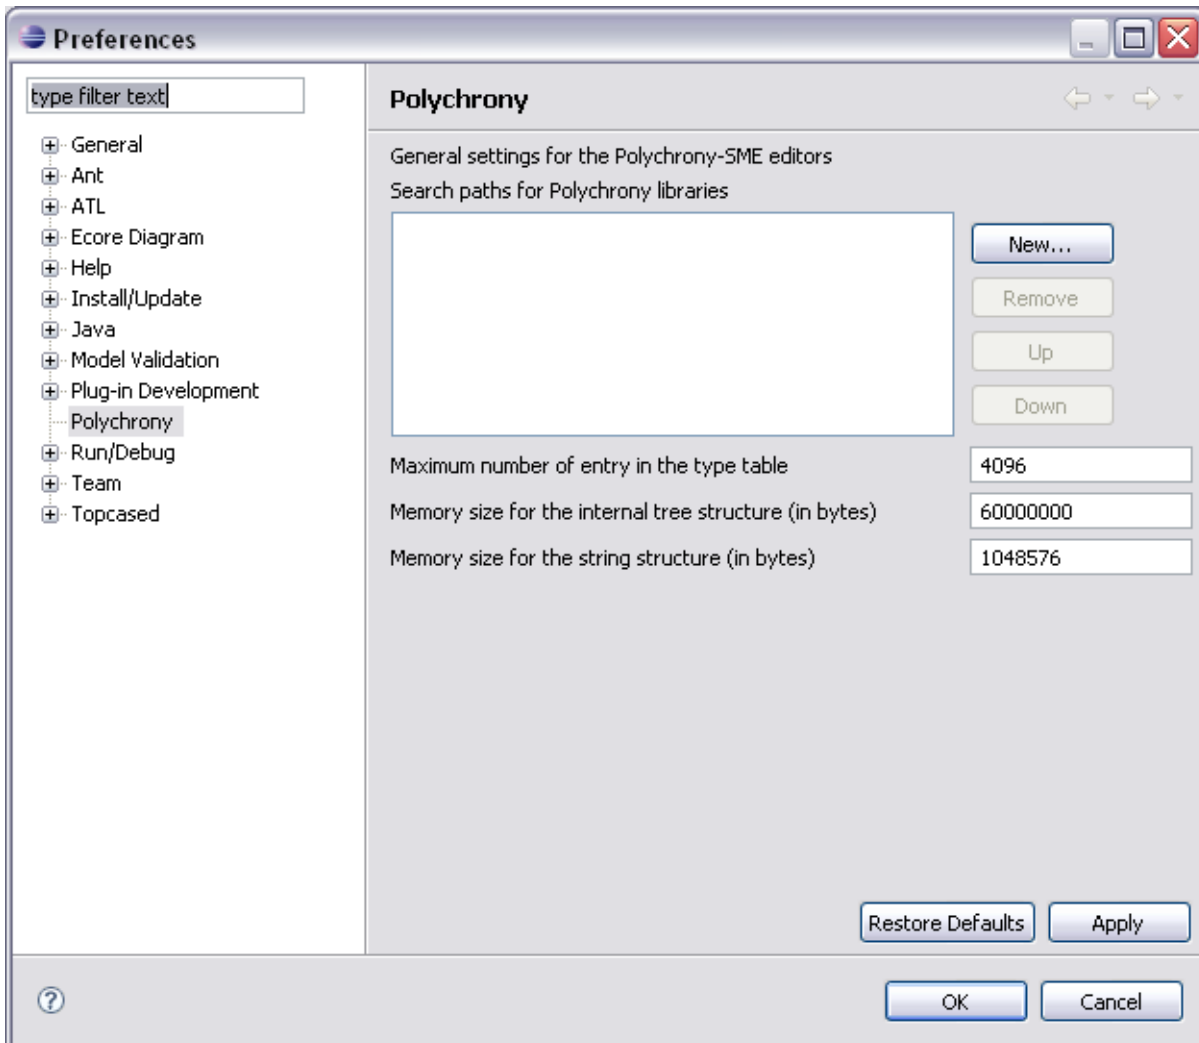 Preferences
type filter text
General
Ant
ATL
Ecore Diagram
Help
Install/Update
Java
Model Validation
Plug-in Development
Polychrony
Run/Debug
Team
Topcased
Polychrony
General settings for the Polychrony-SME editors
Search paths for Polychrony libraries
New...
Remove
Up
Down
Maximum number of entry in the type table 4096
Memory size for the internal tree structure (in bytes) 60000000
Memory size for the string structure (in bytes) 1048576
Restore Defaults Apply
? OK Cancel